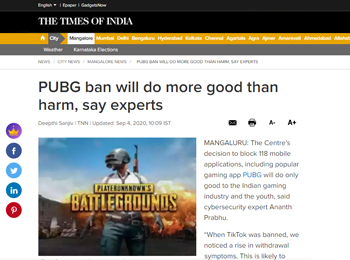 English | Epaper | GadgetsNow
THE TIMES OF INDIA
City Mangalore Mumbai Delhi Bengaluru Hyderabad Kolkata Chennai Agartala Agra Ajmer Amaravati Ahmedabad
Weather Karnataka Elections
NEWS / CITY NEWS / MANGALORE NEWS / PUBG BAN WILL DO MORE GOOD THAN HARM, SAY EXPERTS
PUBG ban will do more good than
harm, say experts
Deepthi Sanjiv / TNN / Updated: Sep 4, 2020, 10:09 IST
A- A+
PLAYERUNKNOWN'S
BATTLEGROUNDS
MANGALURU: The Centre's
decision to block 118 mobile
applications, including popular
gaming app PUBG will do only
good to the Indian gaming
industry and the youth, said
cybersecurity expert Ananth
Prabhu.
"When TikTok was banned, we
noticed a rise in withdrawal
symptoms. This is likely to